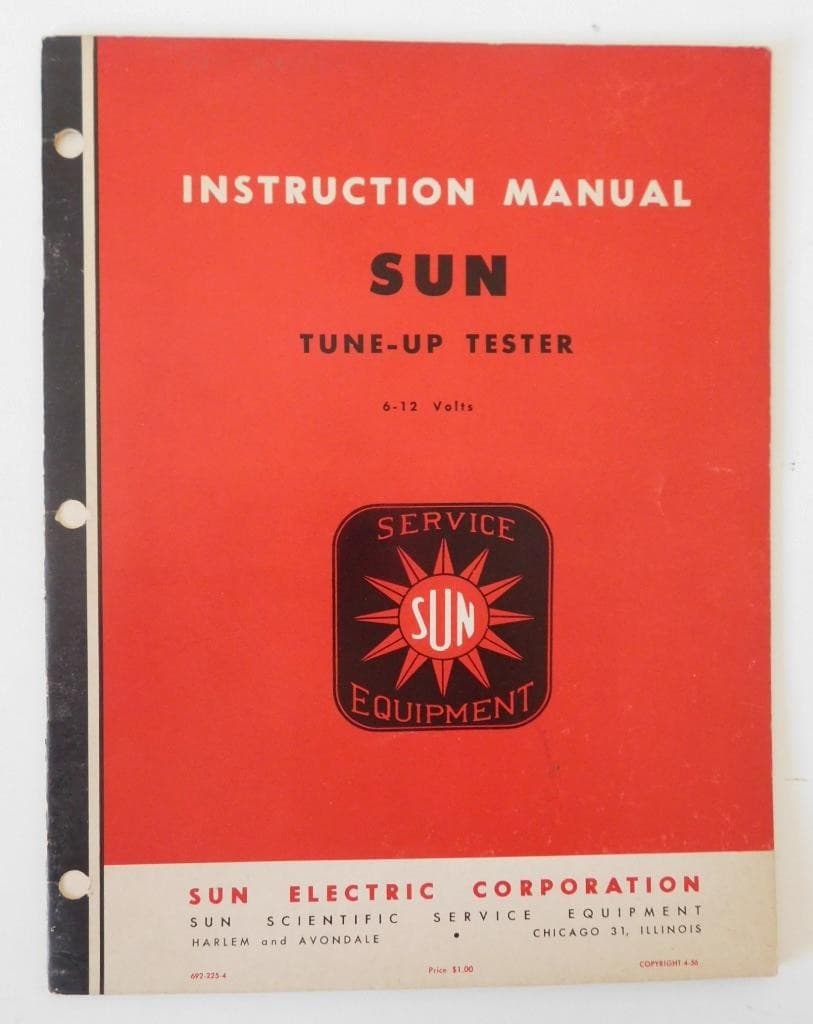 INSTRUCTION MANUAL
SUN
TUNE-UP TESTER
6-12 Volts
SERVICE
SUN
EQUIPMENT
SUN ELECTRIC CORPORATION
SUN SCIENTIFIC SERVICE EQUIPMENT
HARLEM and AVONDALE • CHICAGO 31, ILLINOIS
692-225-4 Price $1.00 COPYRIGHT 4-56